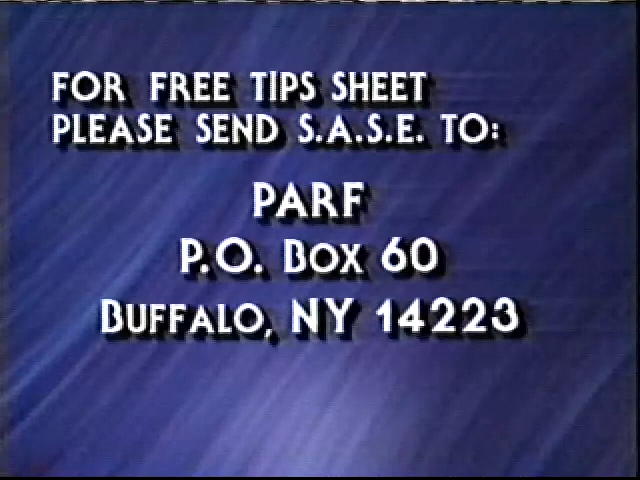 FOR FREE TIPS SHEET
PLEASE SEND S.A.S.E. TO:
PARF
P.O. BOX 60
BUFFALO, NY 14223